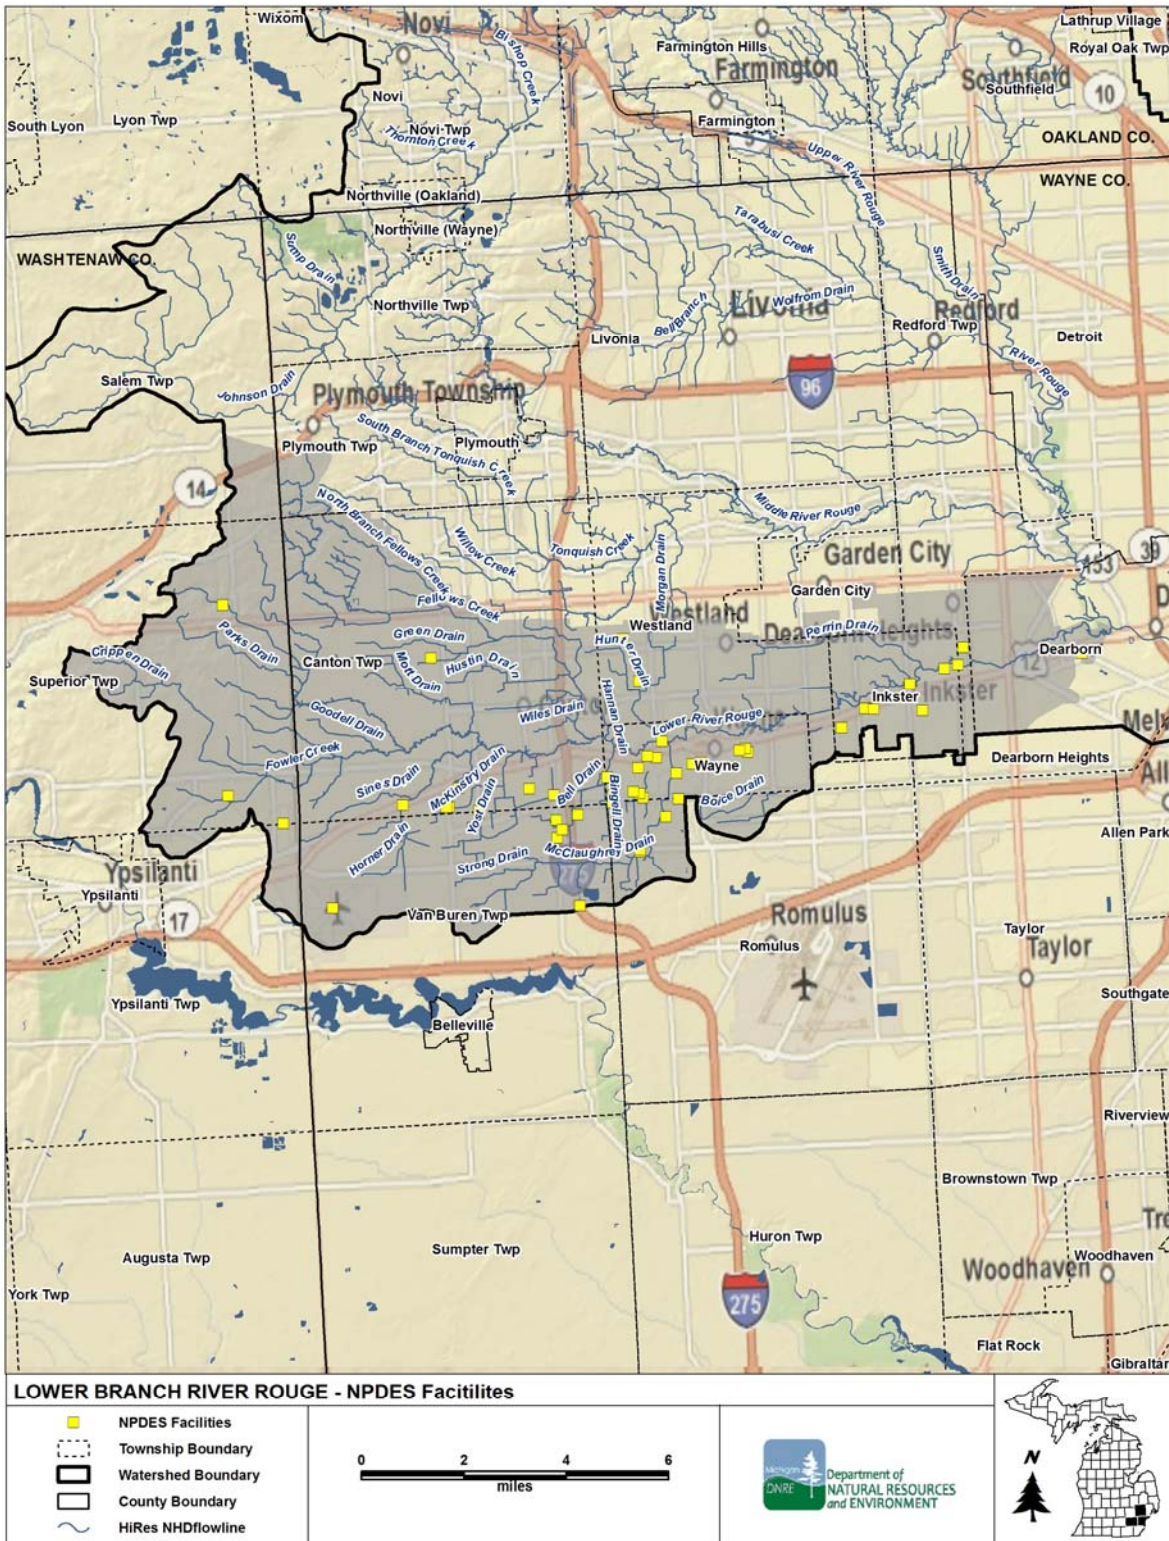 Wixom
Novi
Bishop Creek
Farmington Hills
Farmington
Lathrup Village
Royal Oak Twp
Southfield
Southfield
10
South Lyon
Lyon Twp
Novi
Novi Twp
Thornton Creek
Farmington
Upper River Rouge
OAKLAND CO.
WAYNE CO.
Northville (Oakland)
Northville (Wayne)
Tarabusi Creek
Smith Drain
WASHTENAW CO.
Sump Drain
Northville Twp
Bell Branch
Wolfrom Drain
Livonia
Livonia
Redford
Redford Twp
Detroit
River Rouge
Salem Twp
Johnson Drain
Plymouth Township
96
Plymouth Twp
South Branch Tonquish Creek
Plymouth
14
North Branch Fellows Creek
Willow Creek
Tonquish Creek
Middle River Rouge
Morgan Drain
Garden City
Garden City
153
39
Fellows Creek
Westland
Westland
Dearborn Heights
Perrin Drain
Parks Drain
Green Drain
Canton Twp
Mott Drain
Hustin Drain
Hunter Drain
Dearborn
12
Crippen Drain
Superior Twp
Goodell Drain
Wiles Drain
Hannan Drain
Lower River Rouge
Inkster
Inkster
Fowler Creek
Sines Drain
McKinstry Drain
Yost Drain
Bell Drain
Bingell Drain
Wayne
Boice Drain
Dearborn Heights
Horner Drain
Strong Drain
McClaughrey Drain
Allen Park
Ypsilanti
Ypsilanti
17
Van Buren Twp
Romulus
Romulus
Taylor
Taylor
Ypsilanti Twp
Belleville
Southgate
Riverview
Brownstown Twp
Augusta Twp
Sumpter Twp
Huron Twp
Woodhaven
Woodhaven
York Twp
275
Flat Rock
Gibraltar
LOWER BRANCH RIVER ROUGE - NPDES Facitilites
NPDES Facilities
Township Boundary
Watershed Boundary
County Boundary
HiRes NHDflowline
0 2 4 6
miles
Michigan
DNRE
Department of
NATURAL RESOURCES
and ENVIRONMENT
N